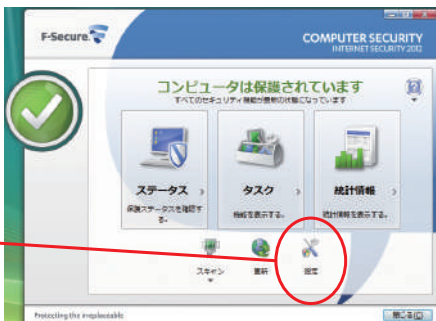 F-Secure
COMPUTER SECURITY
INTERNET SECURITY 2012
コンピュータは保護されています
すべてのセキュリティ機能が最新の状態になっています
ステータス
保護ステータスを確認す
る。
タスク
機能を表示する。
統計情報
統計情報を表示する。
スキャン
更新
設定
Protecting the irreplaceable
閉じる(C)